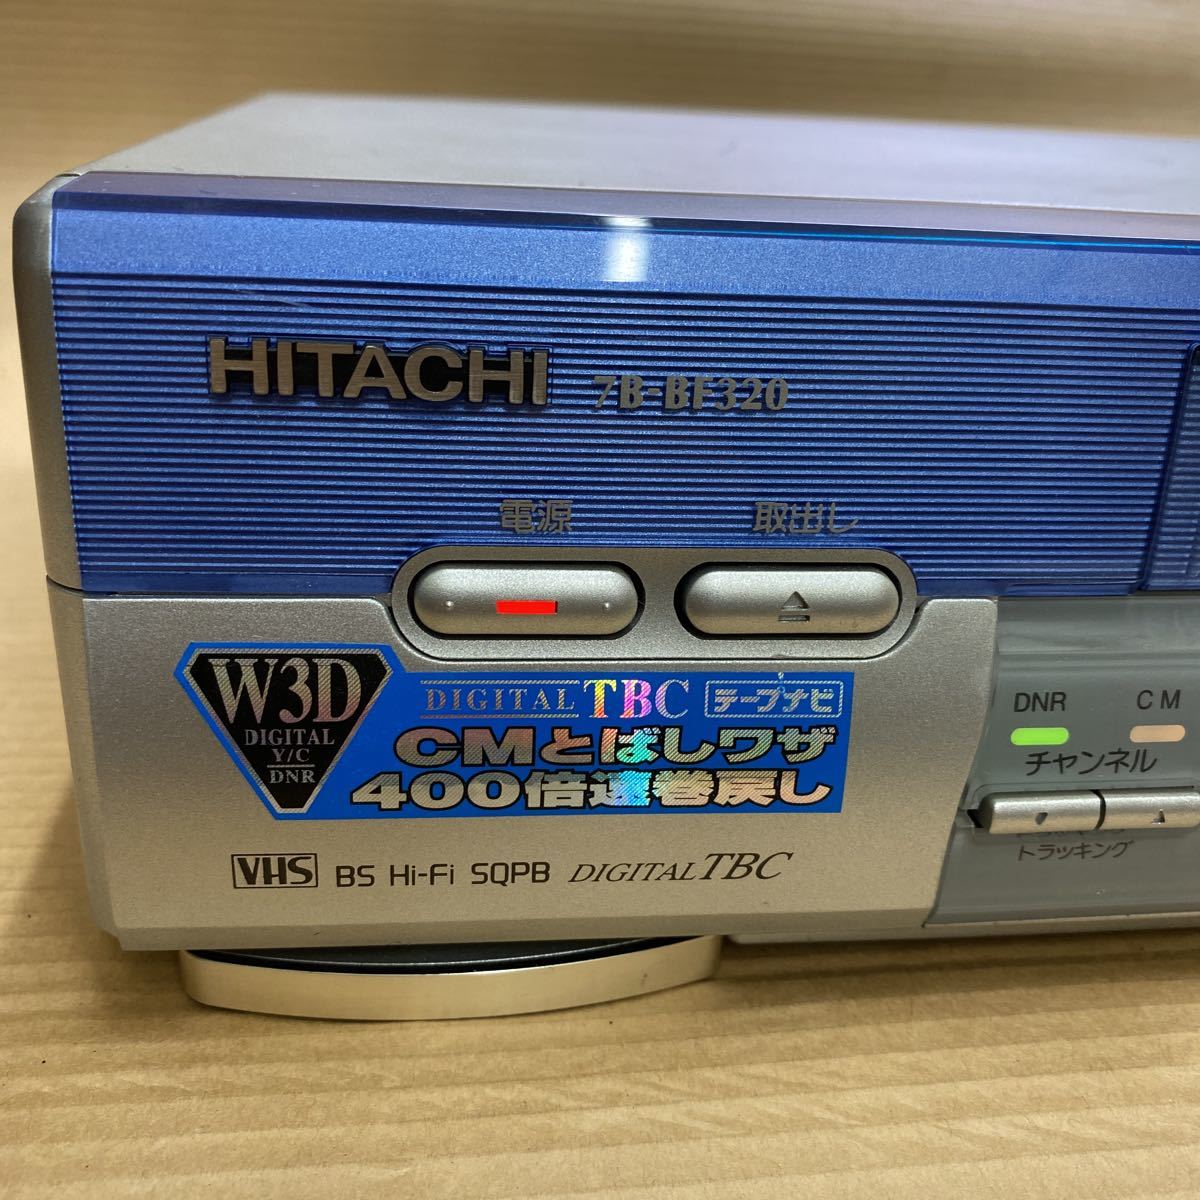 HITACHI 7B-BF320
電源
取出し
W3D
DIGITAL
Y/C
DNR
DIGITAL TBC テープナビ
CMとばしワザ
400倍速巻戻し
DNR
CM
チャンネル
トラッキング
VHS BS Hi-Fi SQPB DIGITAL TBC